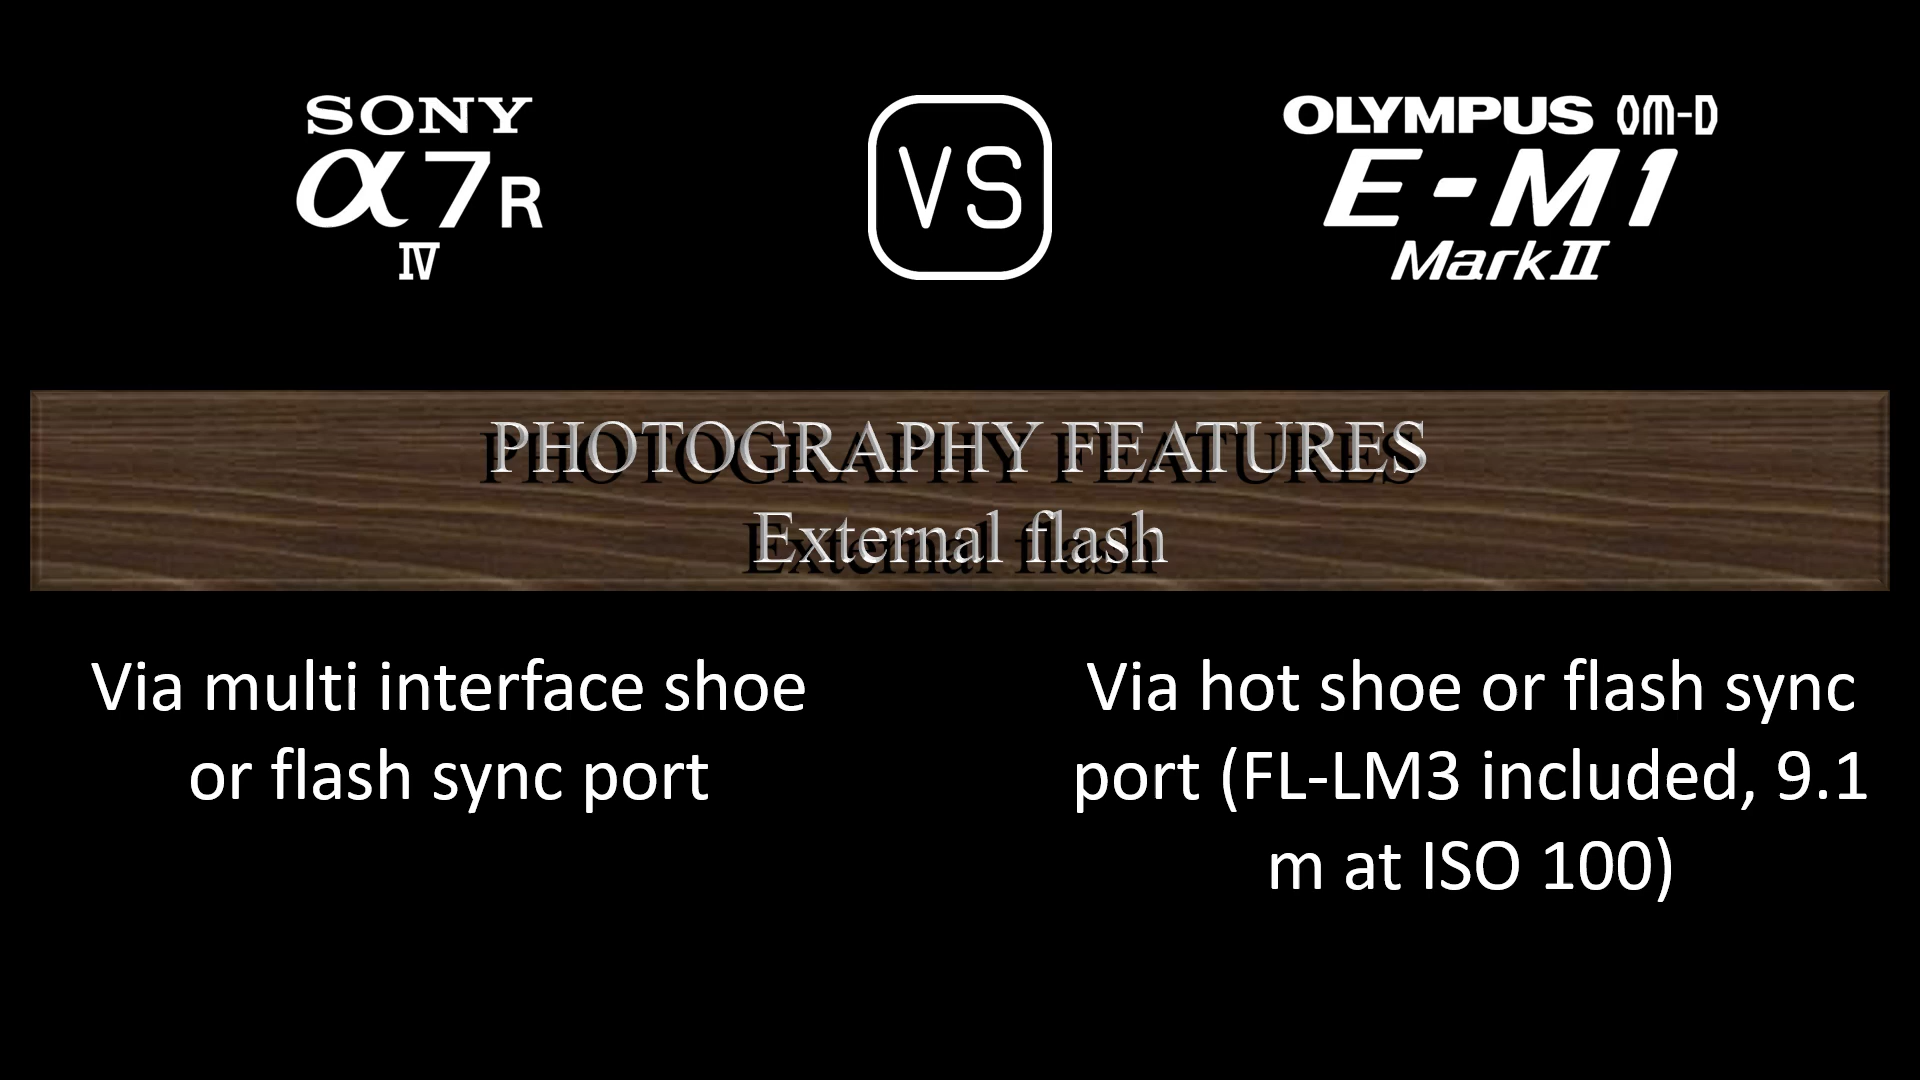 SONY
α7R
IV
VS
OLYMPUS OM-D
E-M1
Mark II
PHOTOGRAPHY FEATURES
External flash
Via multi interface shoe
or flash sync port
Via hot shoe or flash sync
port (FL-LM3 included, 9.1
m at ISO 100)